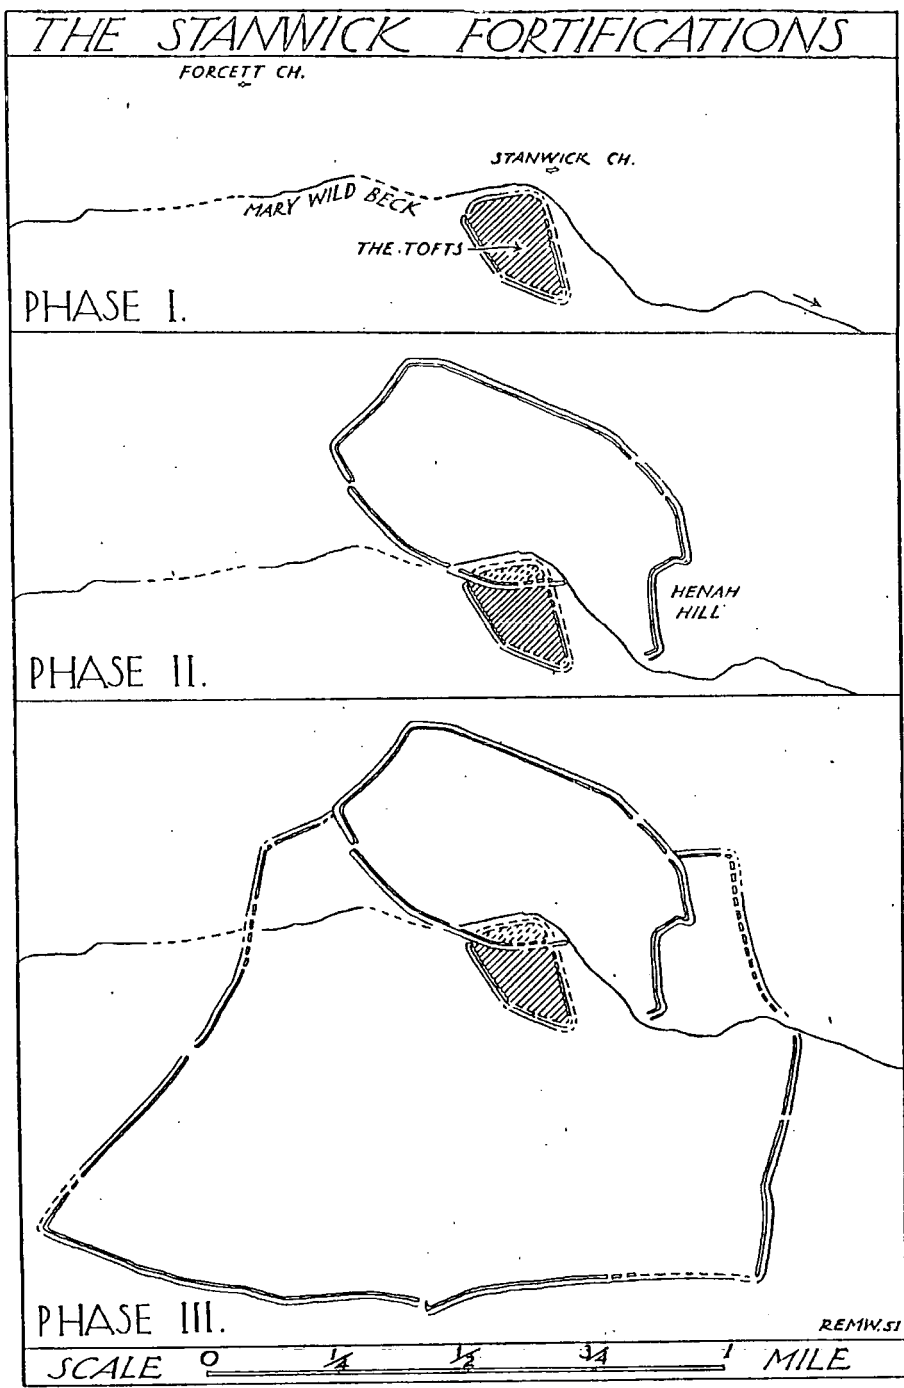 THE STANWICK FORTIFICATIONS
FORCETT CH.
STANWICK CH.
MARY WILD BECK
THE TOFTS
PHASE I.
HENAH
HILL
PHASE II.
PHASE III.
REMW.51
SCALE 0 1/4 1/2 3/4 1 MILE